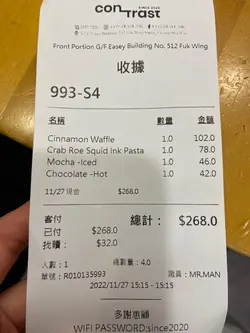 conTrast
SINCE 2020
Front Portion G/F Easey Building No. 512 Fuk Wing
收據
993-S4
名稱 數量 金額
Cinnamon Waffle 1.0 102.0
Crab Roe Squid Ink Pasta 1.0 78.0
Mocha -Iced 1.0 46.0
Chocolate -Hot 1.0 42.0
11/27 現金 $268.0
客付 總計： $268.0
已付 $268.0
找續： $32.0
人數：1 總數量：4.0
單號：R010135993 職員：MR.MAN
2022/11/27 15:15 - 15:15
多謝惠顧
WIFI PASSWORD:since2020